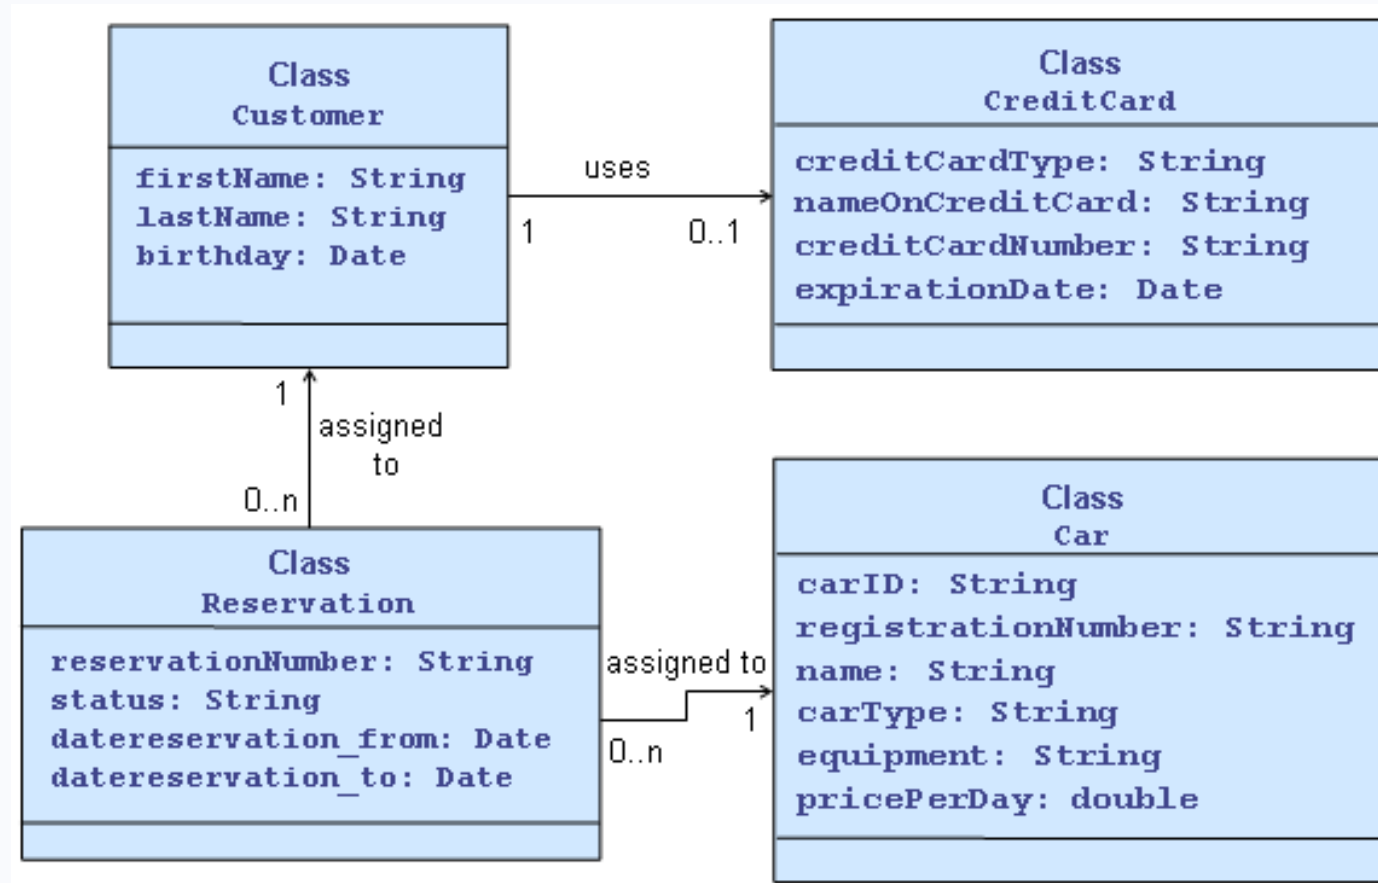 Class
Customer
firstName: String
lastName: String
birthday: Date
uses
1
0..1
Class
CreditCard
creditCardType: String
nameOnCreditCard: String
creditCardNumber: String
expirationDate: Date
1
assigned
to
0..n
Class
Reservation
reservationNumber: String
status: String
datereservation_from: Date
datereservation_to: Date
assigned to
0..n
1
Class
Car
carID: String
registrationNumber: String
name: String
carType: String
equipment: String
pricePerDay: double